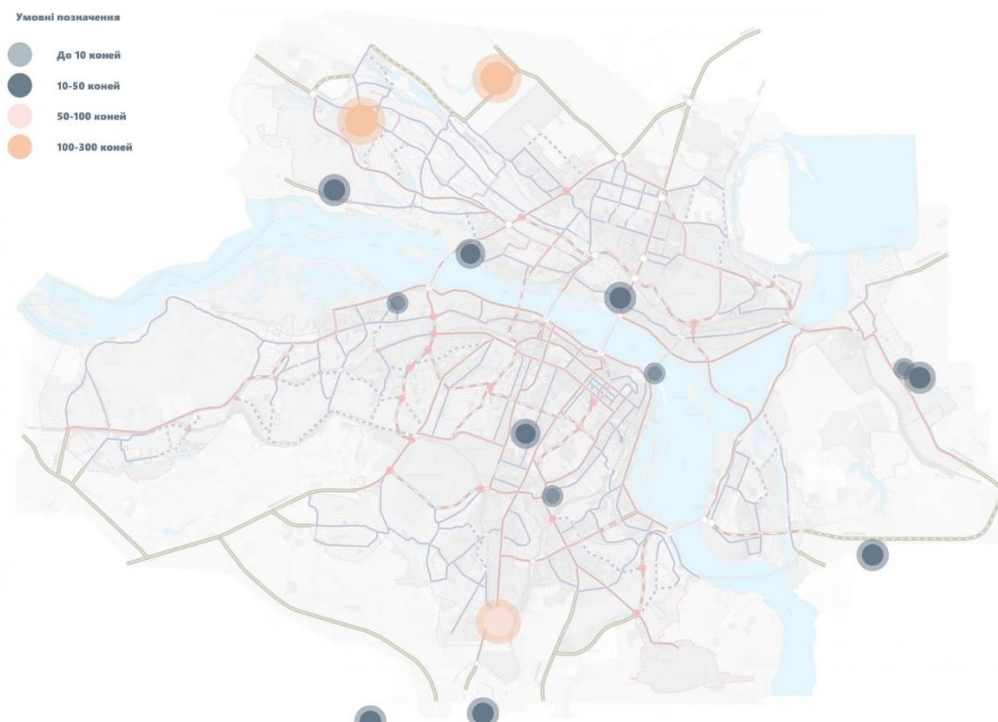 Умовні позначення
До 10 коней
10-50 коней
50-100 коней
100-300 коней